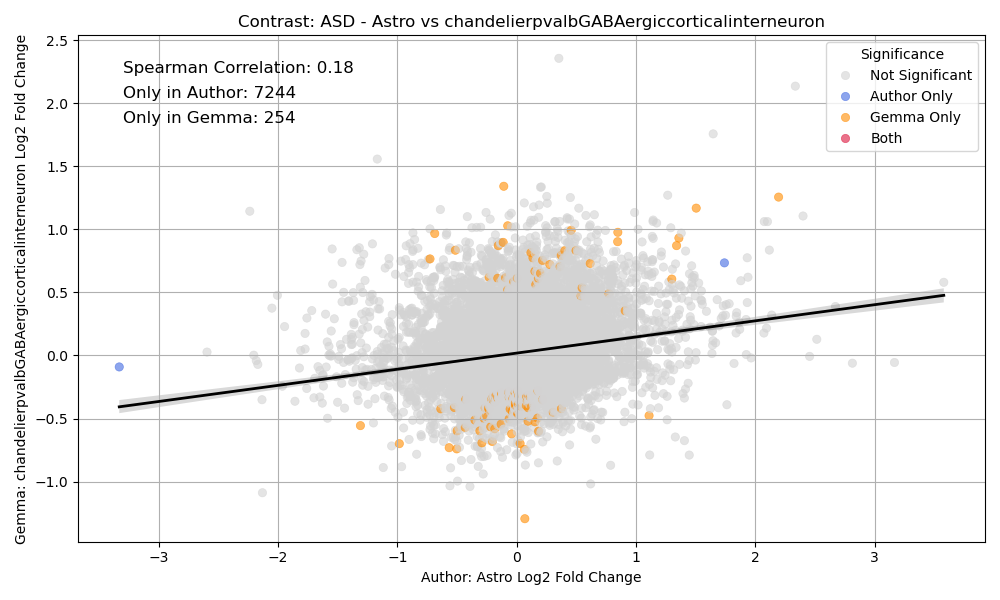 Contrast: ASD - Astro vs chandelierpvalbGABAergiccorticalinterneuron
Spearman Correlation: 0.18
Only in Author: 7244
Only in Gemma: 254
Significance
Not Significant
Author Only
Gemma Only
Both
Gemma: chandelierpvalbGABAergiccorticalinterneuron Log2 Fold Change
2.5
2.0
1.5
1.0
0.5
0.0
−0.5
−1.0
−3
−2
−1
0
1
2
3
Author: Astro Log2 Fold Change